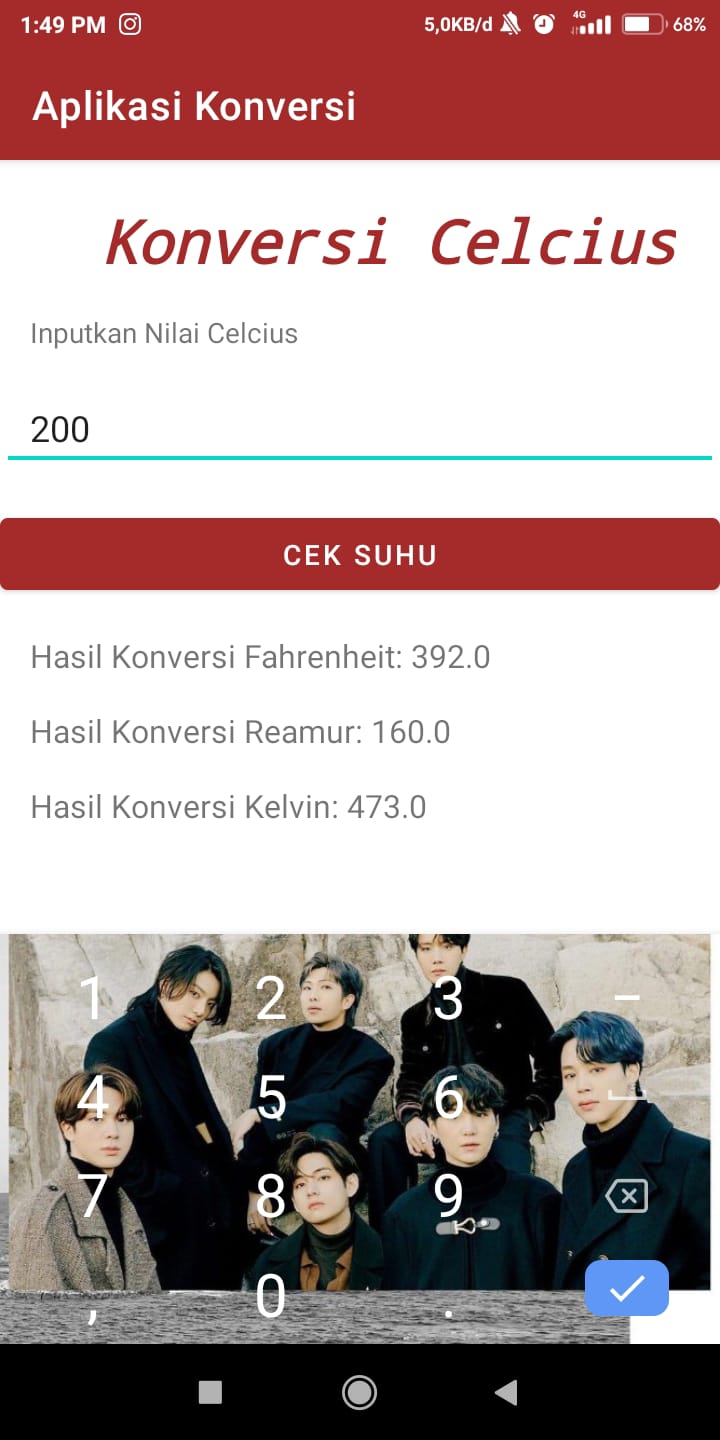 1:49 PM 5,0KB/d 4G 68%
Aplikasi Konversi
Konversi Celcius
Inputkan Nilai Celcius
200
CEK SUHU
Hasil Konversi Fahrenheit: 392.0
Hasil Konversi Reamur: 160.0
Hasil Konversi Kelvin: 473.0
1 2 3 –
4 5 6 ␣
7 8 9
, 0 .